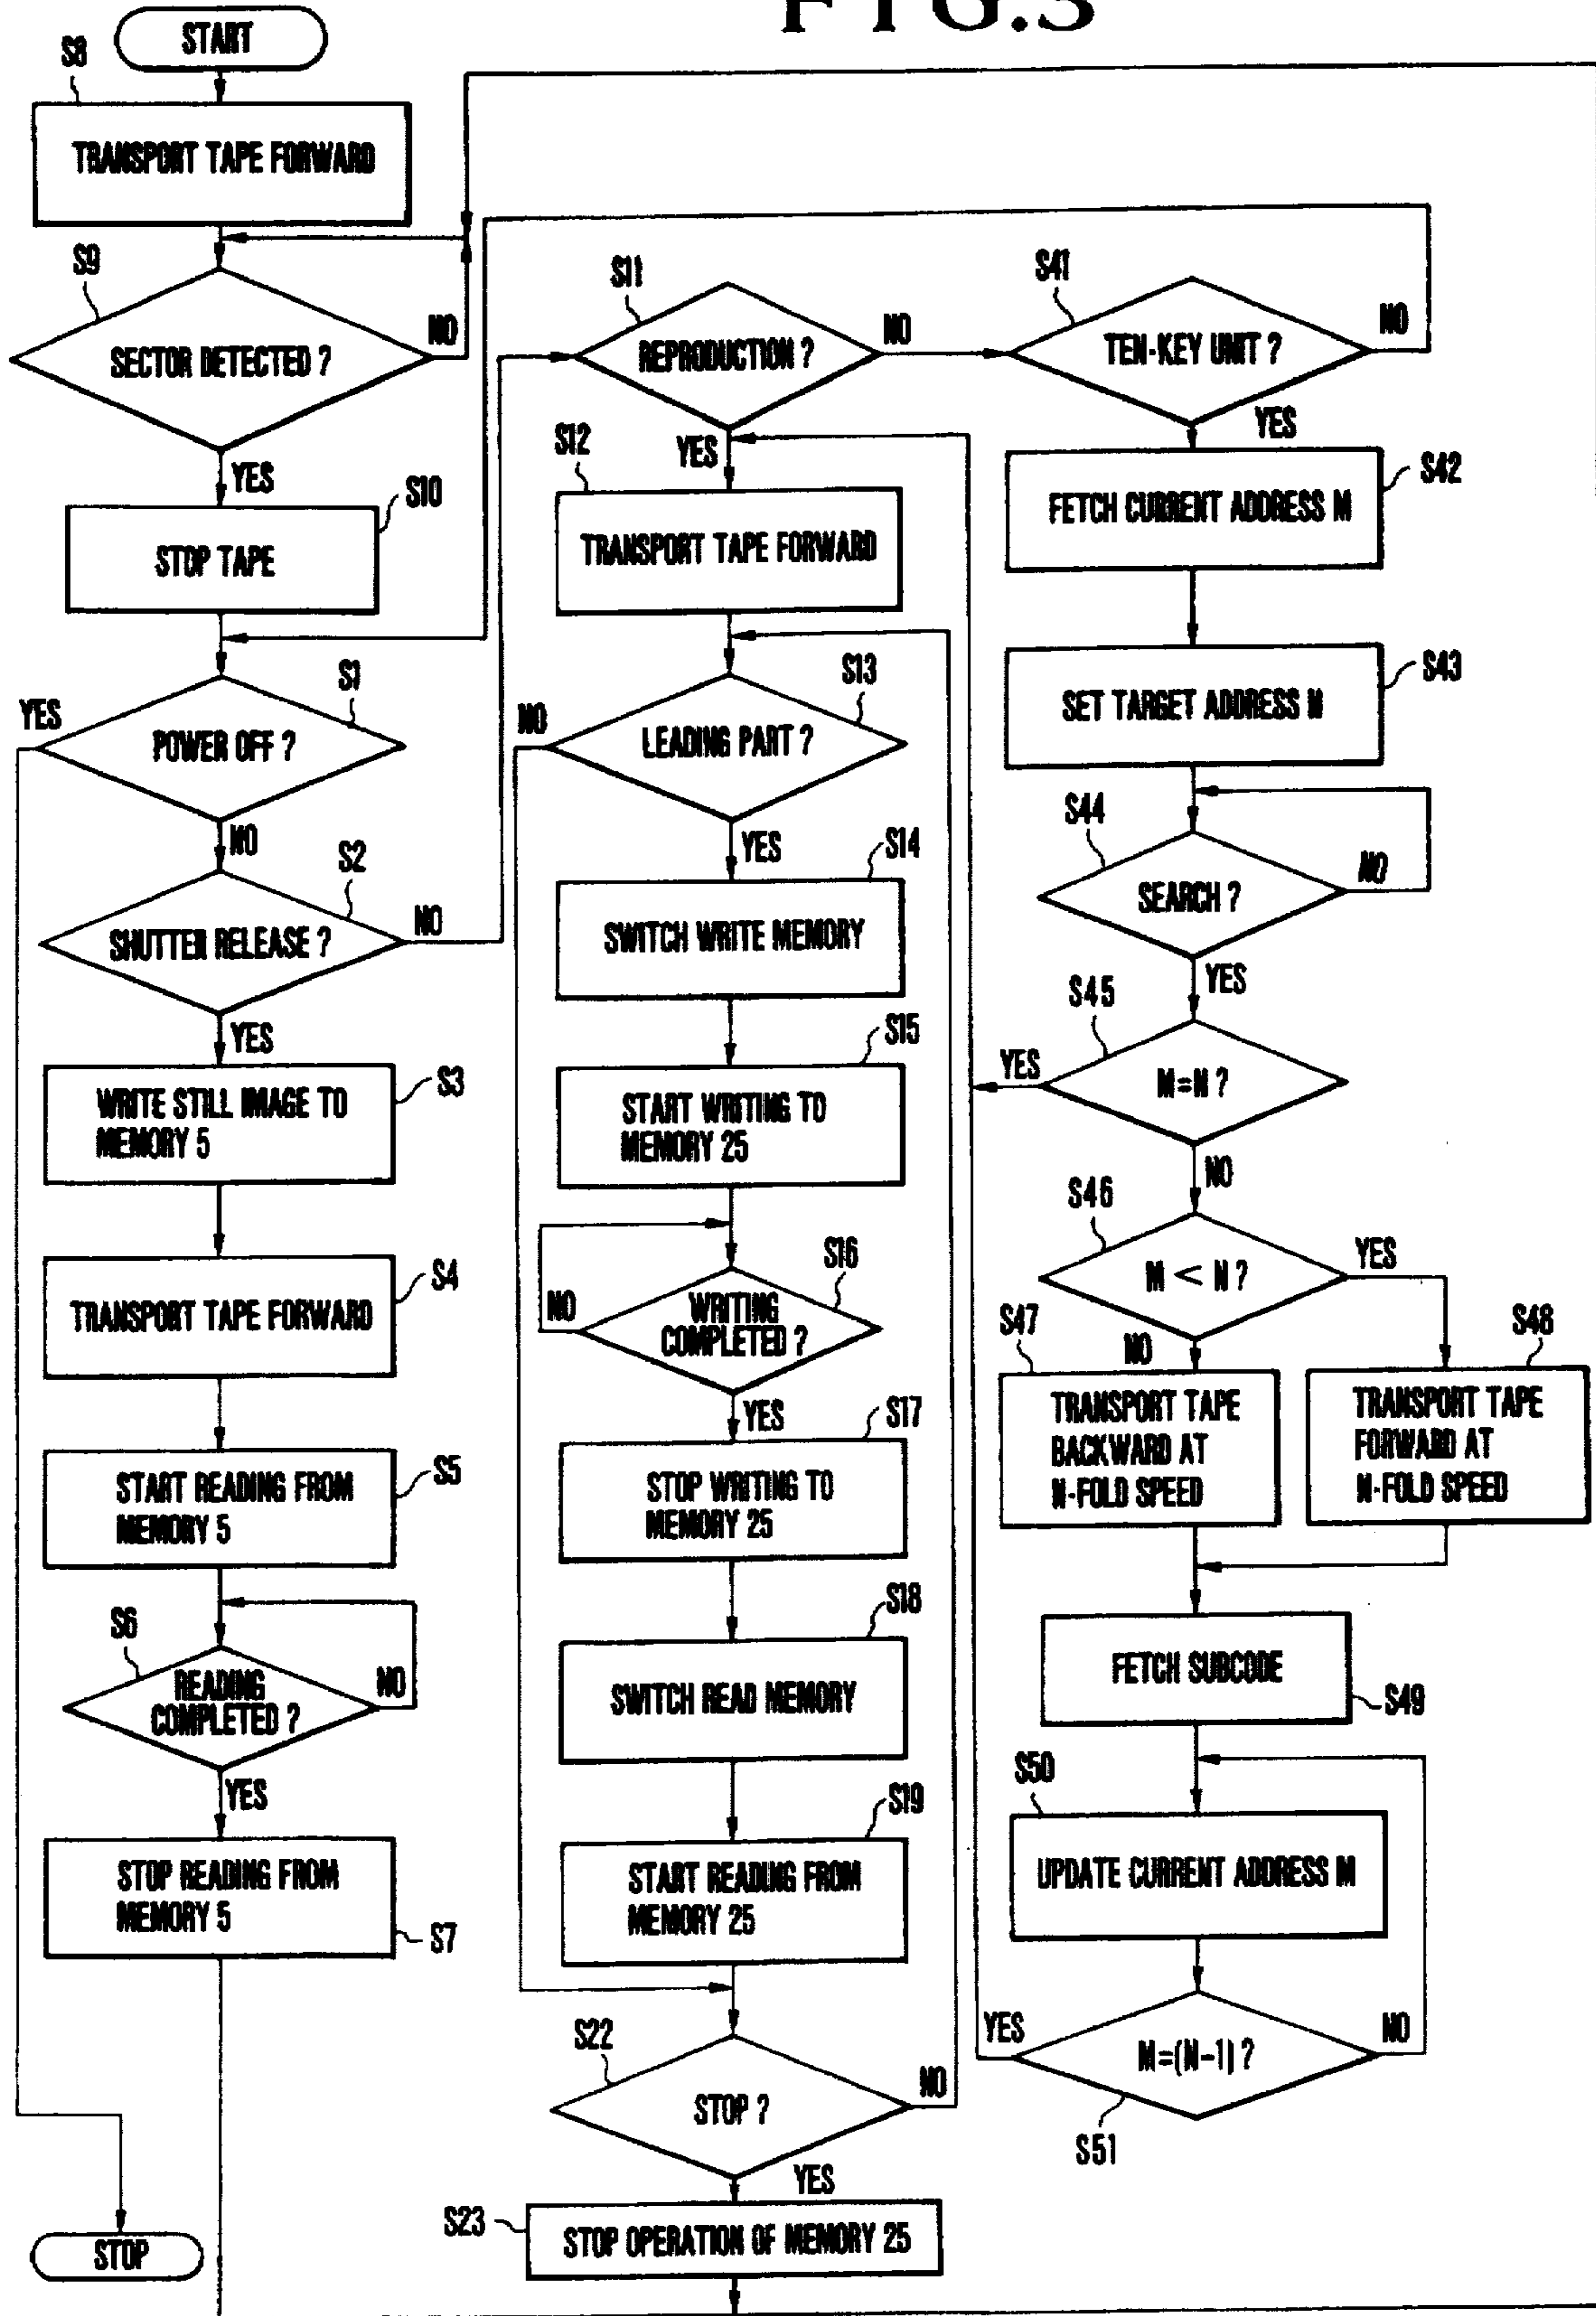 FIG.3
START
S8
TRANSPORT TAPE FORWARD
S9
SECTOR DETECTED ?
NO
YES
S10
STOP TAPE
S1
YES
POWER OFF ?
NO
S2
SHUTTER RELEASE ?
NO
YES
S3
WRITE STILL IMAGE TO
MEMORY 5
S4
TRANSPORT TAPE FORWARD
S5
START READING FROM
MEMORY 5
S6
READING
COMPLETED ?
NO
YES
STOP READING FROM
MEMORY 5
S7
STOP
S11
REPRODUCTION ?
NO
YES
S12
TRANSPORT TAPE FORWARD
S13
NO
LEADING PART ?
YES
S14
SWITCH WRITE MEMORY
S15
START WRITING TO
MEMORY 25
S16
NO
WRITING
COMPLETED ?
YES
S17
STOP WRITING TO
MEMORY 25
S18
SWITCH READ MEMORY
S19
START READING FROM
MEMORY 25
S22
STOP ?
NO
YES
S23
STOP OPERATION OF MEMORY 25
S41
TEN-KEY UNIT ?
NO
YES
S42
FETCH CURRENT ADDRESS M
S43
SET TARGET ADDRESS N
S44
SEARCH ?
NO
YES
S45
YES
M=N ?
NO
S46
M < N ?
YES
NO
S47
TRANSPORT TAPE
BACKWARD AT
N-FOLD SPEED
S48
TRANSPORT TAPE
FORWARD AT
N-FOLD SPEED
FETCH SUBCODE
S49
S50
UPDATE CURRENT ADDRESS M
YES
M=(N-1) ?
NO
S51